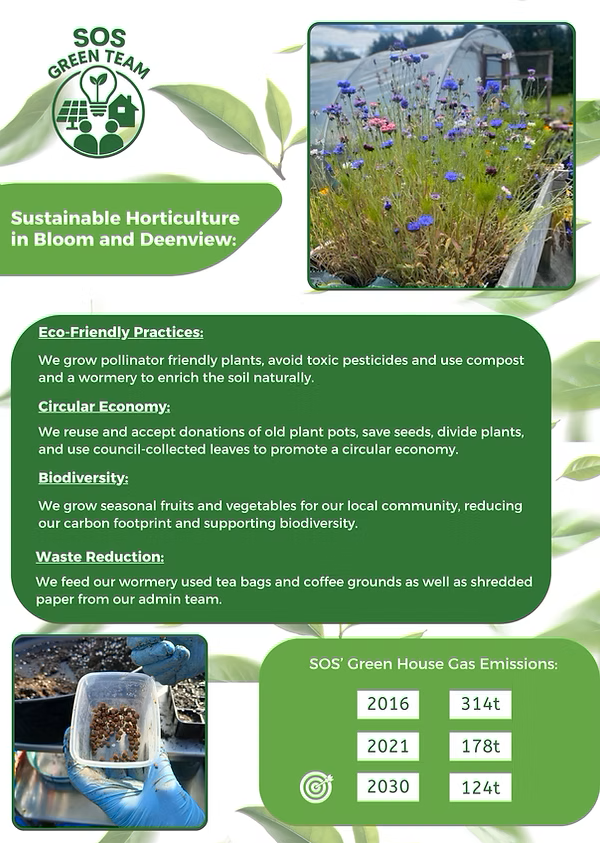 SOS
GREEN TEAM
Sustainable Horticulture
in Bloom and Deenview:
Eco-Friendly Practices:
We grow pollinator friendly plants, avoid toxic pesticides and use compost
and a wormery to enrich the soil naturally.
Circular Economy:
We reuse and accept donations of old plant pots, save seeds, divide plants,
and use council-collected leaves to promote a circular economy.
Biodiversity:
We grow seasonal fruits and vegetables for our local community, reducing
our carbon footprint and supporting biodiversity.
Waste Reduction:
We feed our wormery used tea bags and coffee grounds as well as shredded
paper from our admin team.
SOS' Green House Gas Emissions:
2016 314t
2021 178t
2030 124t